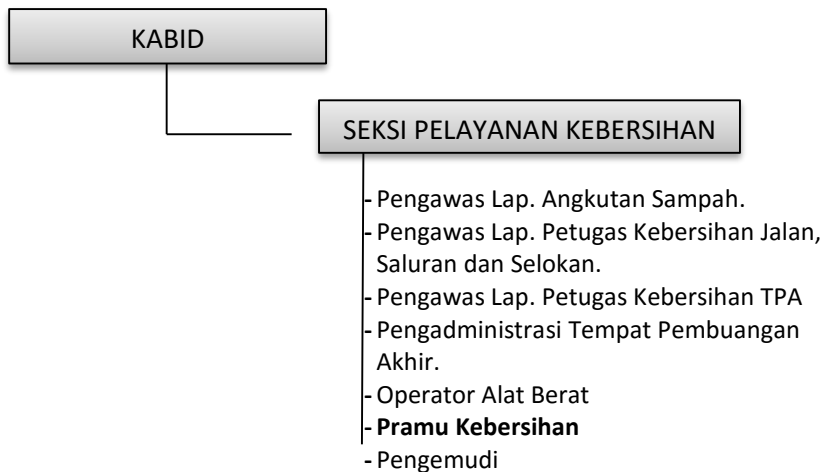 KABID
SEKSI PELAYANAN KEBERSIHAN
- Pengawas Lap. Angkutan Sampah.
- Pengawas Lap. Petugas Kebersihan Jalan,
Saluran dan Selokan.
- Pengawas Lap. Petugas Kebersihan TPA
- Pengadministrasi Tempat Pembuangan
Akhir.
- Operator Alat Berat
- Pramu Kebersihan
- Pengemudi